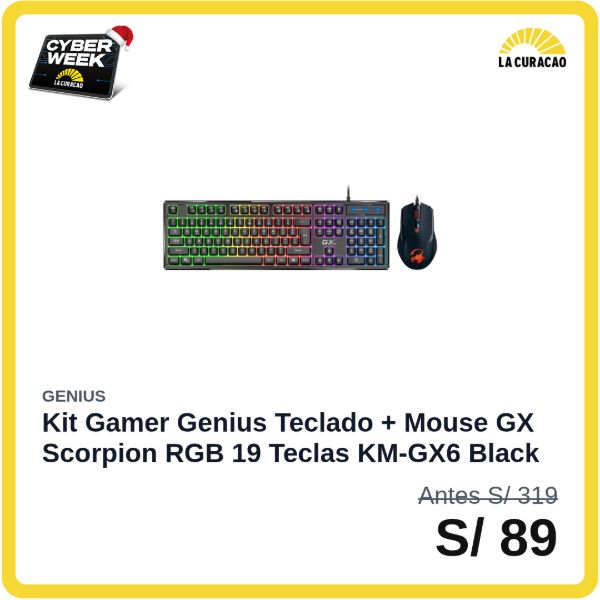 CYBER
WEEK
LA CURACAO
LA CURACAO
GX
GENIUS
Kit Gamer Genius Teclado + Mouse GX
Scorpion RGB 19 Teclas KM-GX6 Black
Antes S/ 319
S/ 89